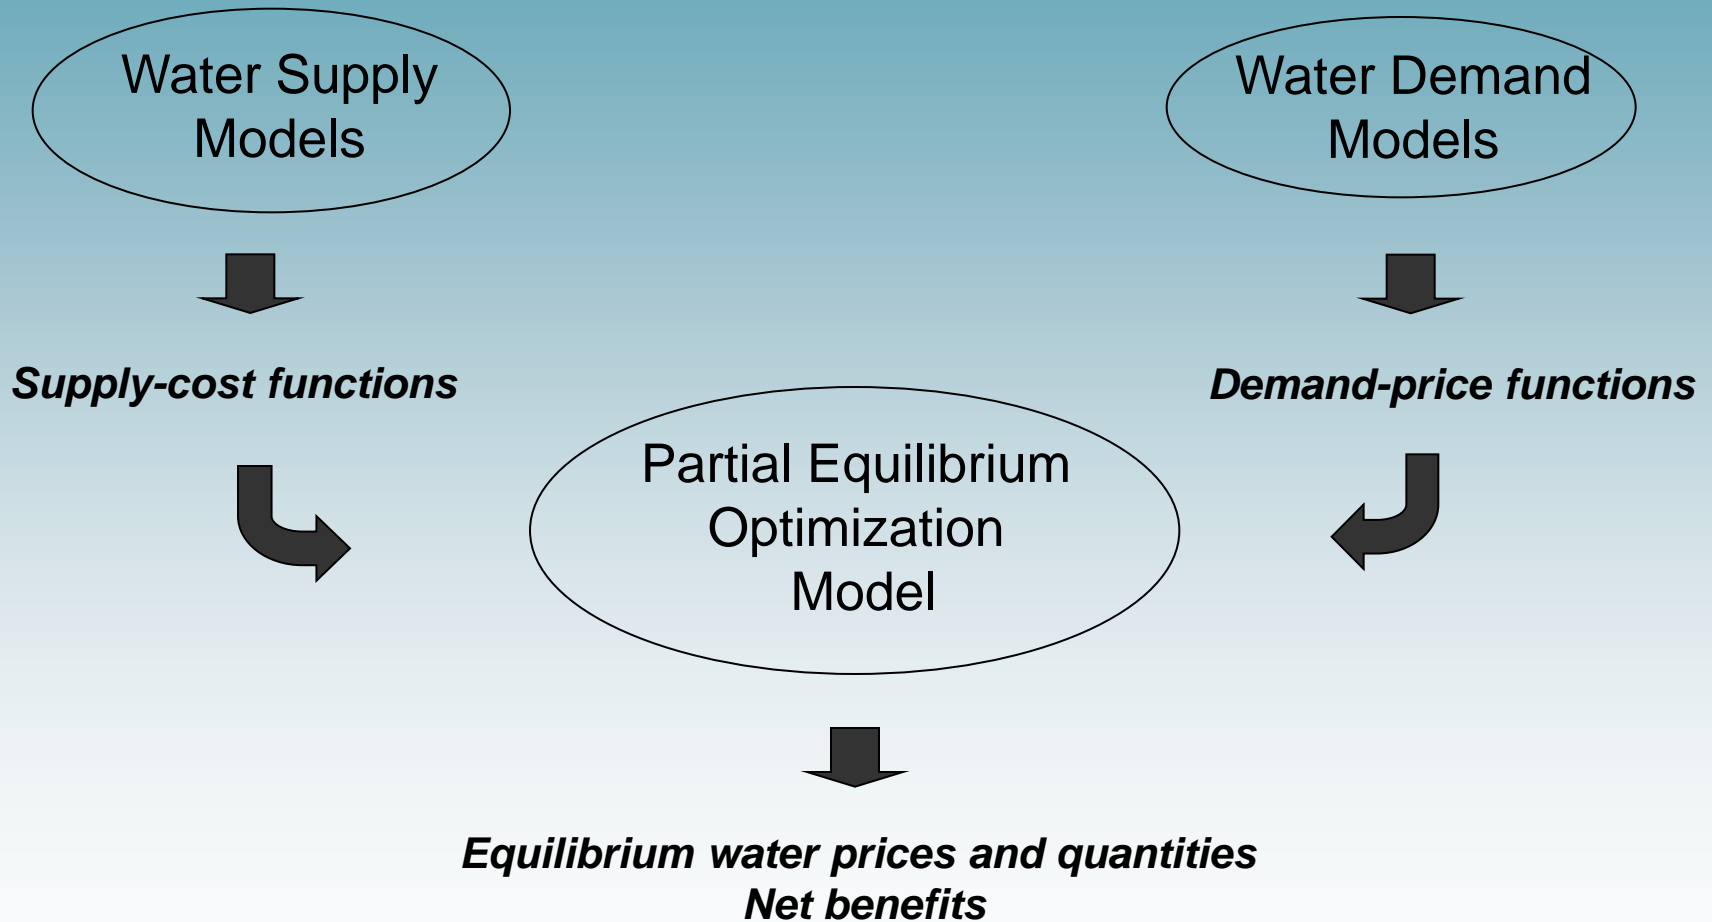 Water Supply
Models
Water Demand
Models
Supply-cost functions
Demand-price functions
Partial Equilibrium
Optimization
Model
Equilibrium water prices and quantities
Net benefits